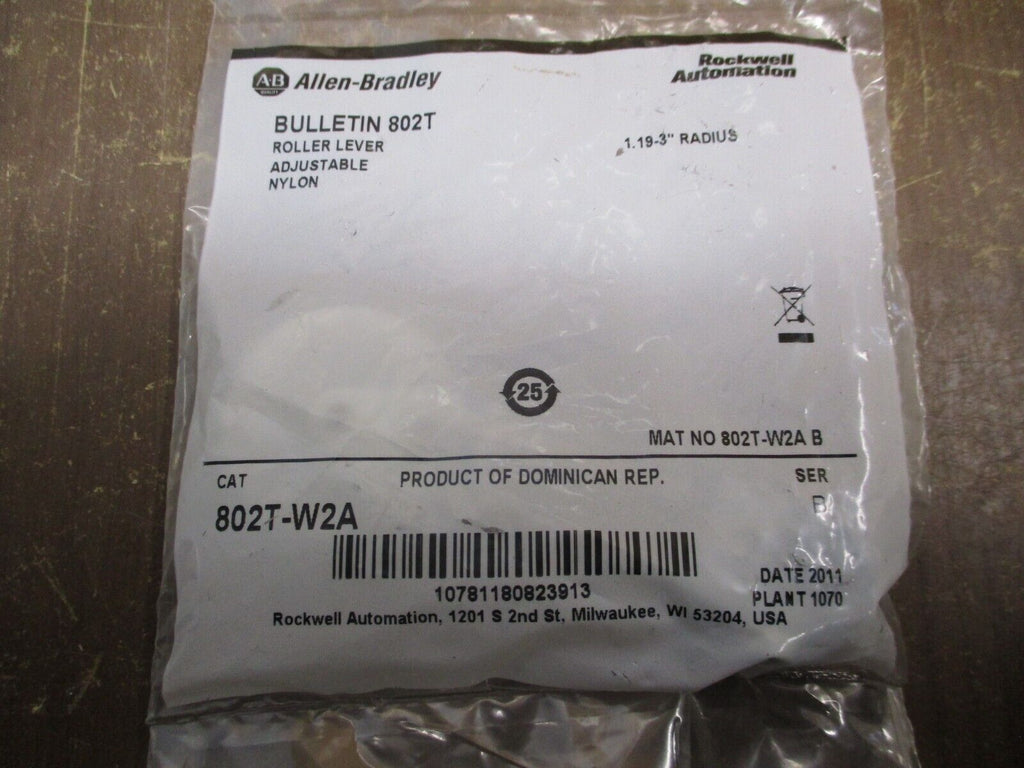 A·B Allen-Bradley
QUALITY
Rockwell
Automation
BULLETIN 802T
ROLLER LEVER
ADJUSTABLE
NYLON
1.19-3" RADIUS
25
MAT NO 802T-W2A B
CAT
PRODUCT OF DOMINICAN REP.
SER
802T-W2A
B
10781180823913
DATE 2011
PLANT 1070
Rockwell Automation, 1201 S 2nd St, Milwaukee, WI 53204, USA